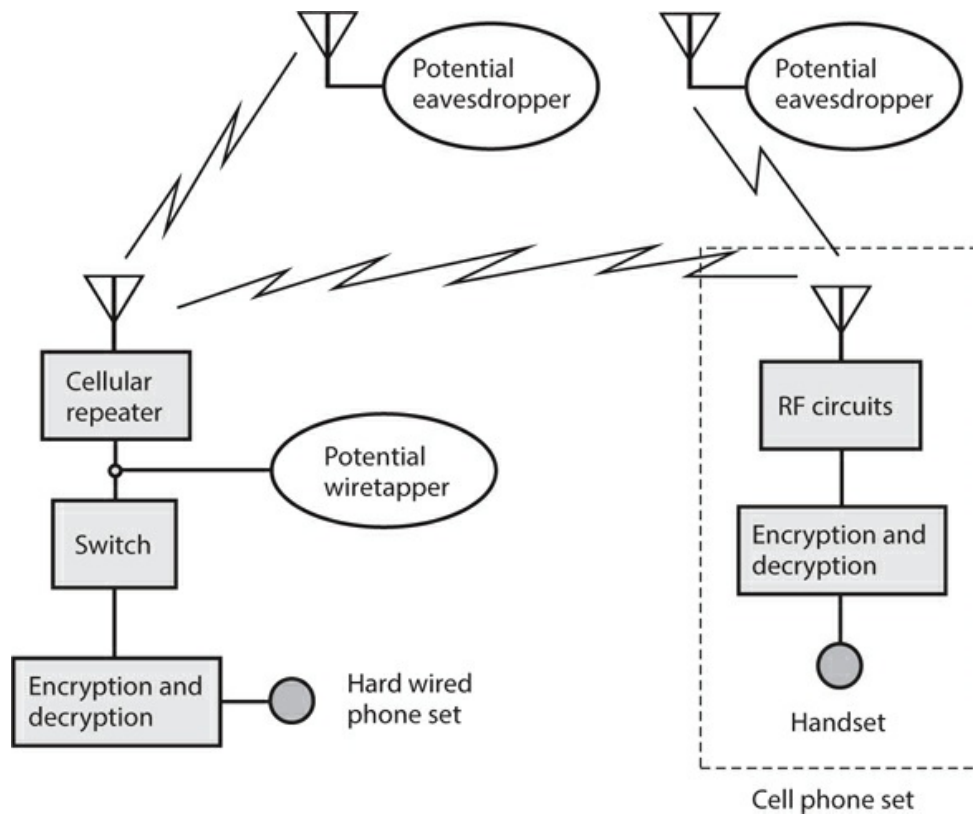 Potential
eavesdropper
Potential
eavesdropper
Cellular
repeater
RF circuits
Potential
wiretapper
Switch
Encryption and
decryption
Encryption and
decryption
Hard wired
phone set
Handset
Cell phone set